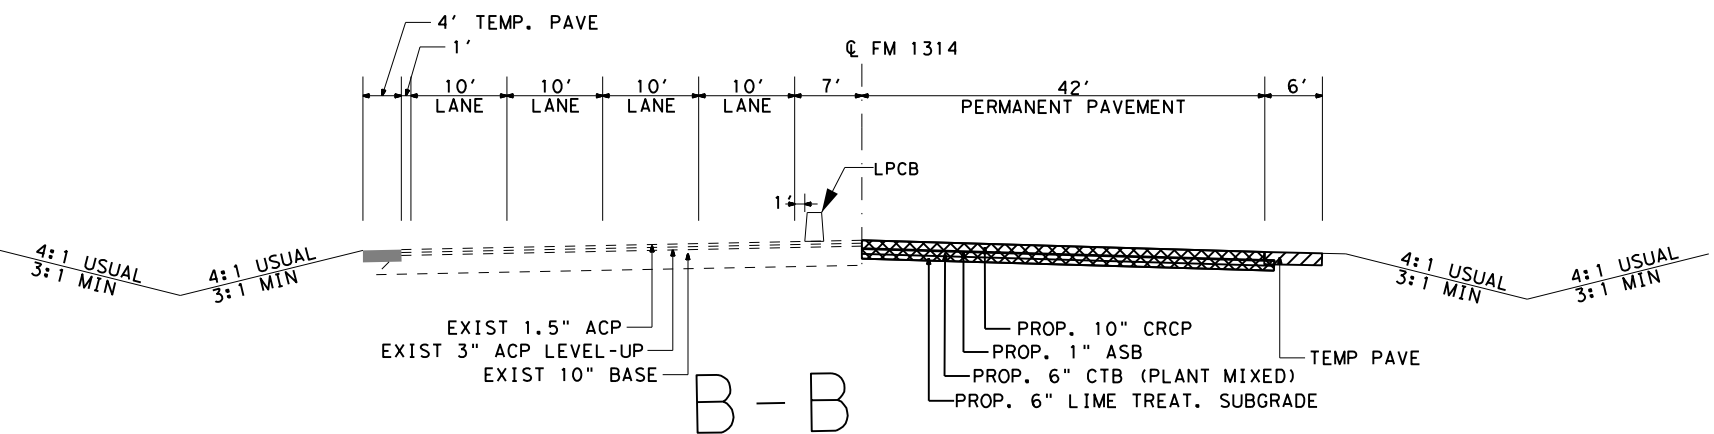 4' TEMP. PAVE
1'
℄ FM 1314
10' LANE
10' LANE
10' LANE
10' LANE
7'
42' PERMANENT PAVEMENT
6'
LPCB
1'
4:1 USUAL
3:1 MIN
4:1 USUAL
3:1 MIN
4:1 USUAL
3:1 MIN
4:1 USUAL
3:1 MIN
EXIST 1.5" ACP
EXIST 3" ACP LEVEL-UP
EXIST 10" BASE
PROP. 10" CRCP
PROP. 1" ASB
PROP. 6" CTB (PLANT MIXED)
PROP. 6" LIME TREAT. SUBGRADE
TEMP PAVE
B-B